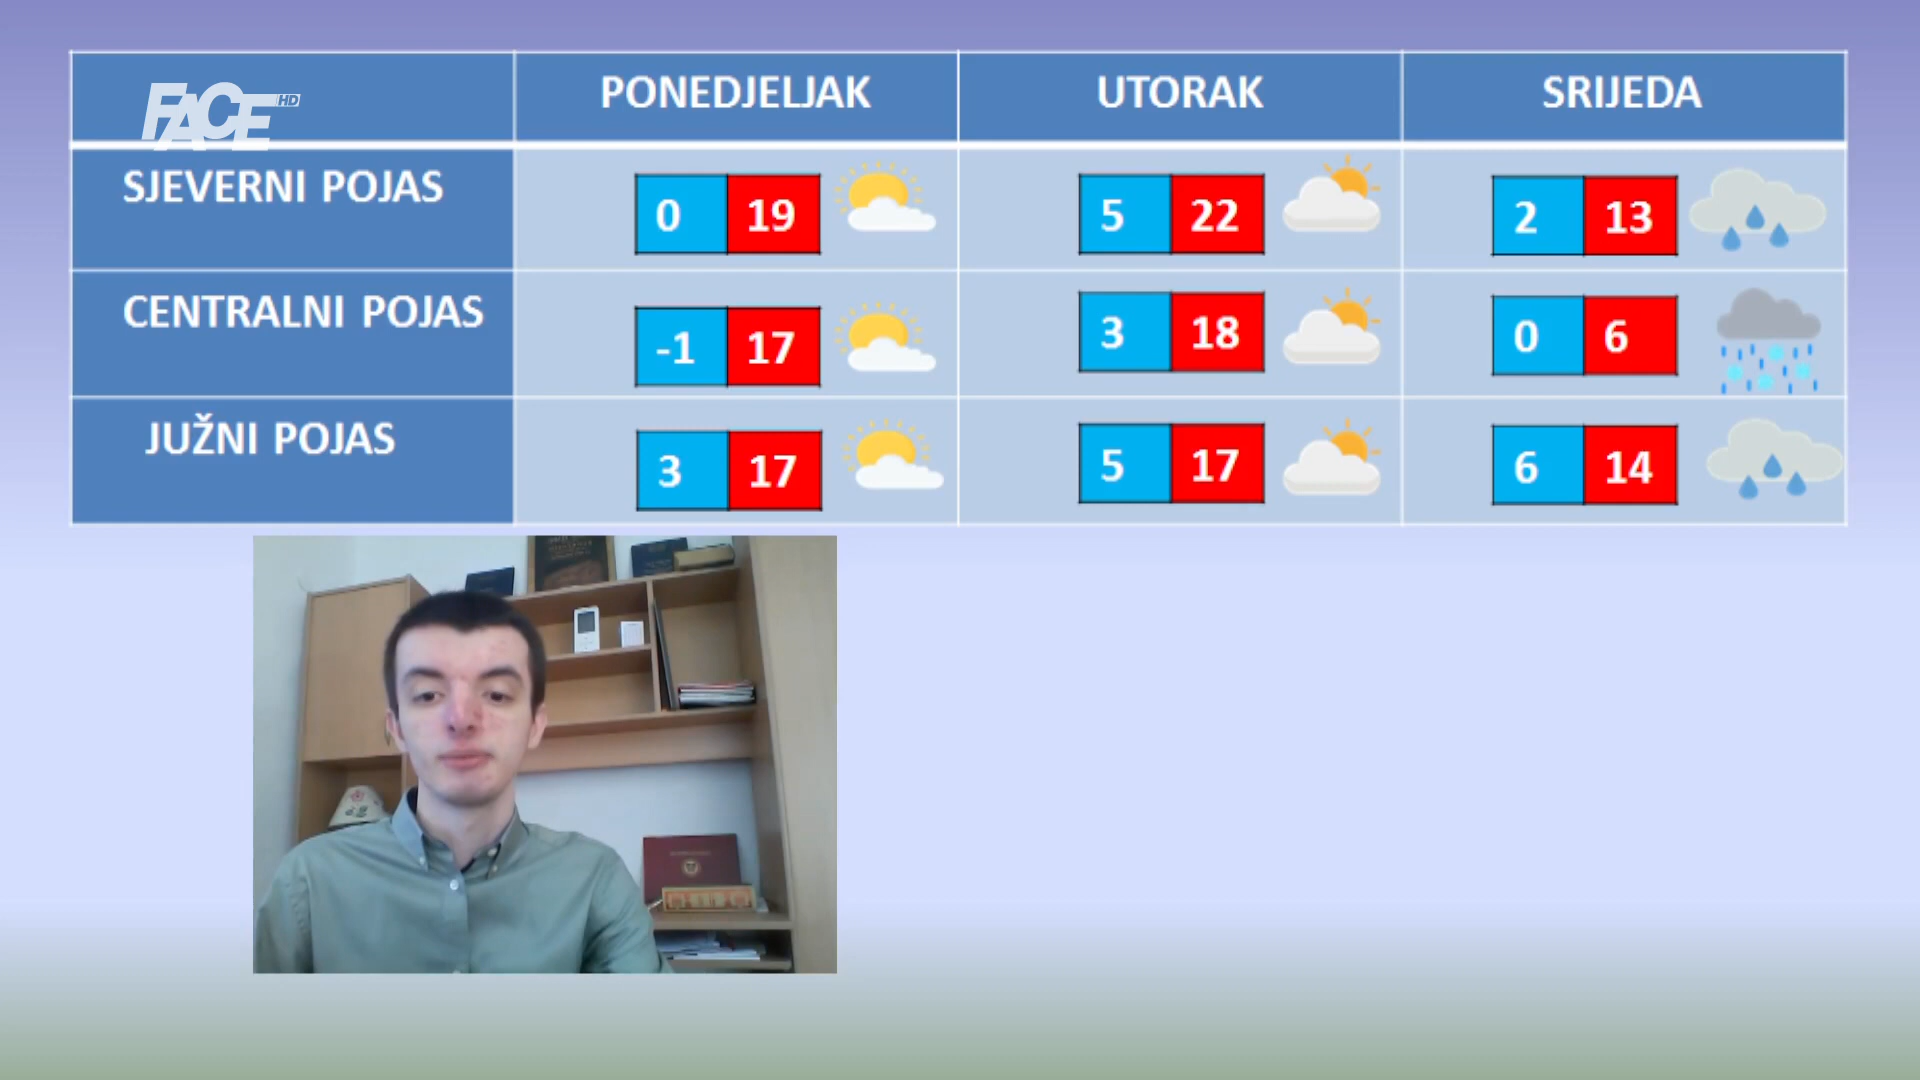 FACE HD
PONEDJELJAK UTORAK SRIJEDA
SJEVERNI POJAS 0 19 5 22 2 13
CENTRALNI POJAS -1 17 3 18 0 6
JUŽNI POJAS 3 17 5 17 6 14